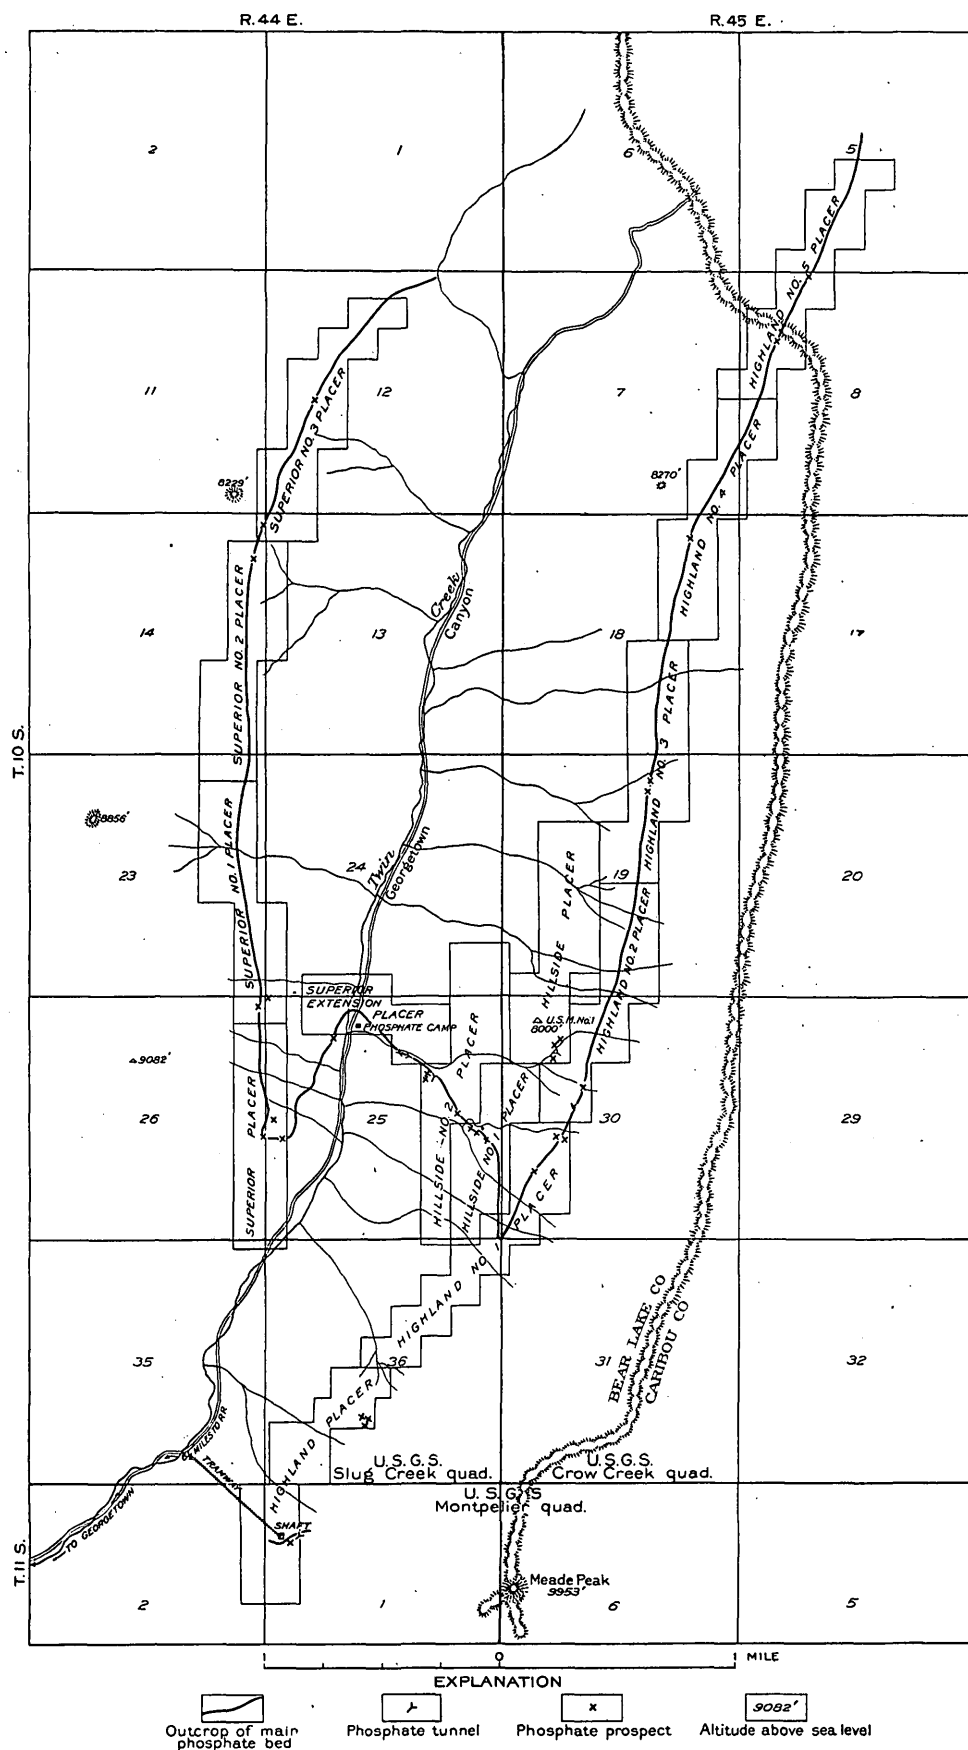 R. 44 E.
R. 45 E.
2
1
6
5
11
12
7
8
HIGHLAND NO. 5 PLACER
SUPERIOR NO. 3 PLACER
8229'
8270'
HIGHLAND NO. 4 PLACER
14
13
18
17
Creek
Canyon
SUPERIOR NO. 2 PLACER
HIGHLAND NO. 3 PLACER
T. 10 S.
8856'
23
24
19
20
Twin
Georgetown
SUPERIOR NO. 1 PLACER
HILLSIDE PLACER
HIGHLAND NO. 2 PLACER
SUPERIOR
EXTENSION
PLACER
PHOSPHATE CAMP
U.S.M. No. 1
8000'
9082'
26
25
30
29
SUPERIOR PLACER
HILLSIDE NO. 2 PLACER
HILLSIDE NO. 1 PLACER
HIGHLAND NO. 1 PLACER
35
36
31
32
BEAR LAKE CO
CARIBOU CO
HIGHLAND PLACER
MILES TO RR
TRAMWAY
TO GEORGETOWN
SHAFT
U.S.G.S.
Slug Creek quad.
U.S.G.S.
Crow Creek quad.
U.S.G.S
Montpelier quad.
T. 11 S.
Meade Peak
9953'
2
1
6
5
1
0
1 MILE
EXPLANATION
Outcrop of main
phosphate bed
Phosphate tunnel
Phosphate prospect
9082'
Altitude above sea level